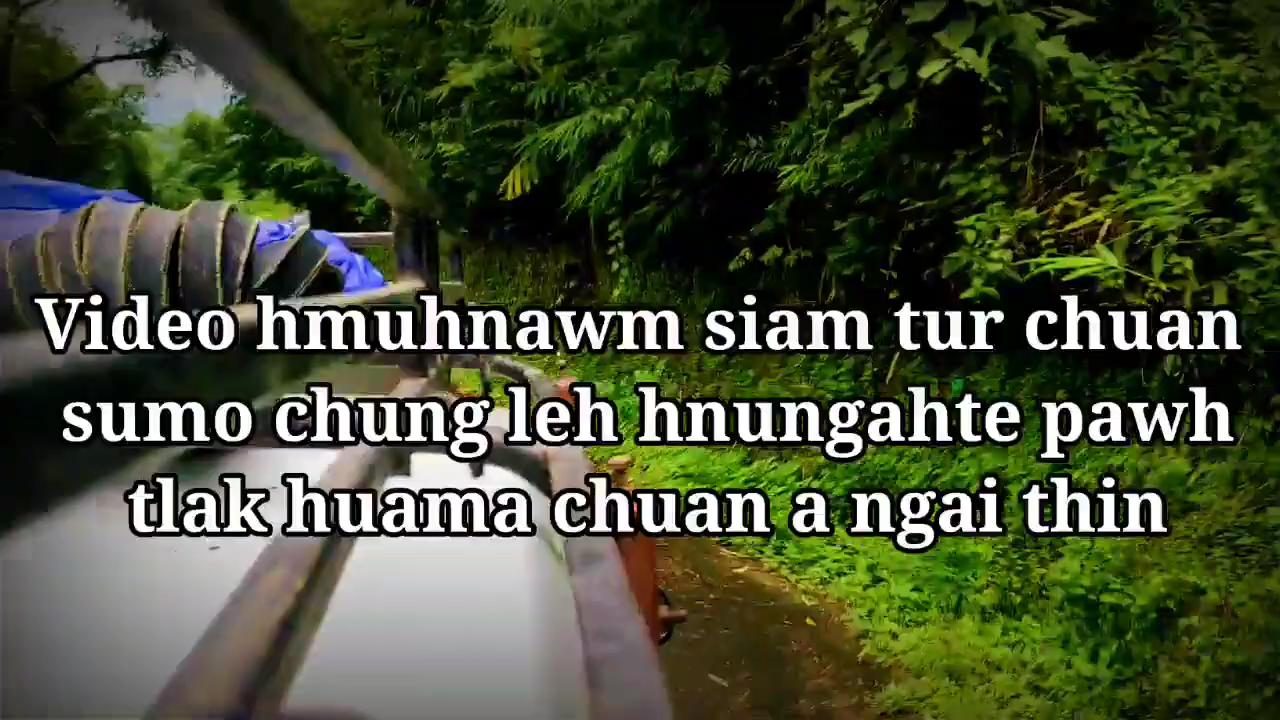 Video hmuhnawm siam tur chuan
sumo chung leh hnungahte pawh
tlak huama chuan a ngai thin